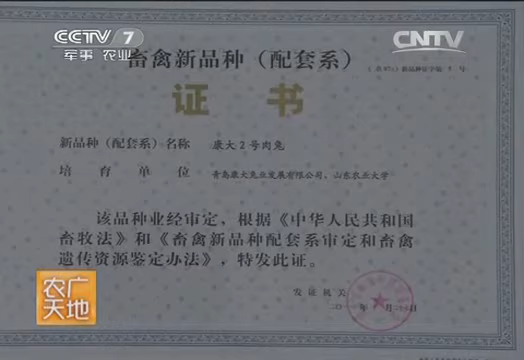 CCTV 7
军事 农业
CNTV
畜禽新品种（配套系）
证 书
新品种（配套系）名称 康大2号肉兔
培育单位 青岛康大兔业发展有限公司、山东农业大学
该品种业经审定，根据《中华人民共和国
畜牧法》和《畜禽新品种配套系审定和畜禽
遗传资源鉴定办法》，特发此证。
发证机关
农广
天地